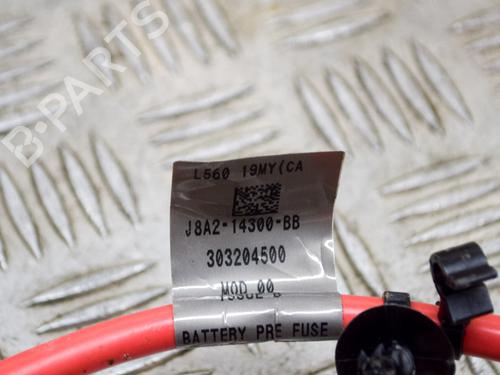 B-PARTS
L560 19MY(CA
J8A2-14300-BB
303204500
MOD.00
BATTERY PRE FUSE